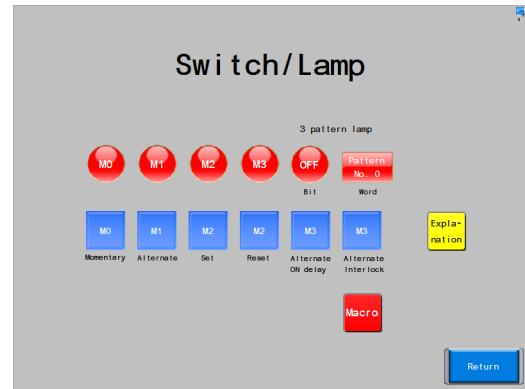 Switch/Lamp
3 pattern lamp
M0 M1 M2 M3 OFF Pattern
No. 0
Bit Word
M0 M1 M2 M2 M3 M3
Expla-
nation
Momentary Alternate Set Reset Alternate Alternate
ON delay Interlock
Macro
Return